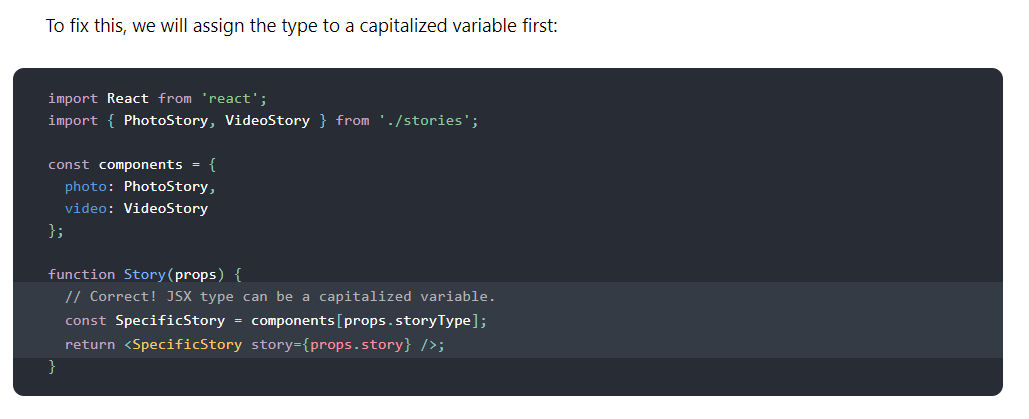 To fix this, we will assign the type to a capitalized variable first:
import React from 'react';
import { PhotoStory, VideoStory } from './stories';
const components = {
  photo: PhotoStory,
  video: VideoStory
};
function Story(props) {
  // Correct! JSX type can be a capitalized variable.
  const SpecificStory = components[props.storyType];
  return <SpecificStory story={props.story} />;
}